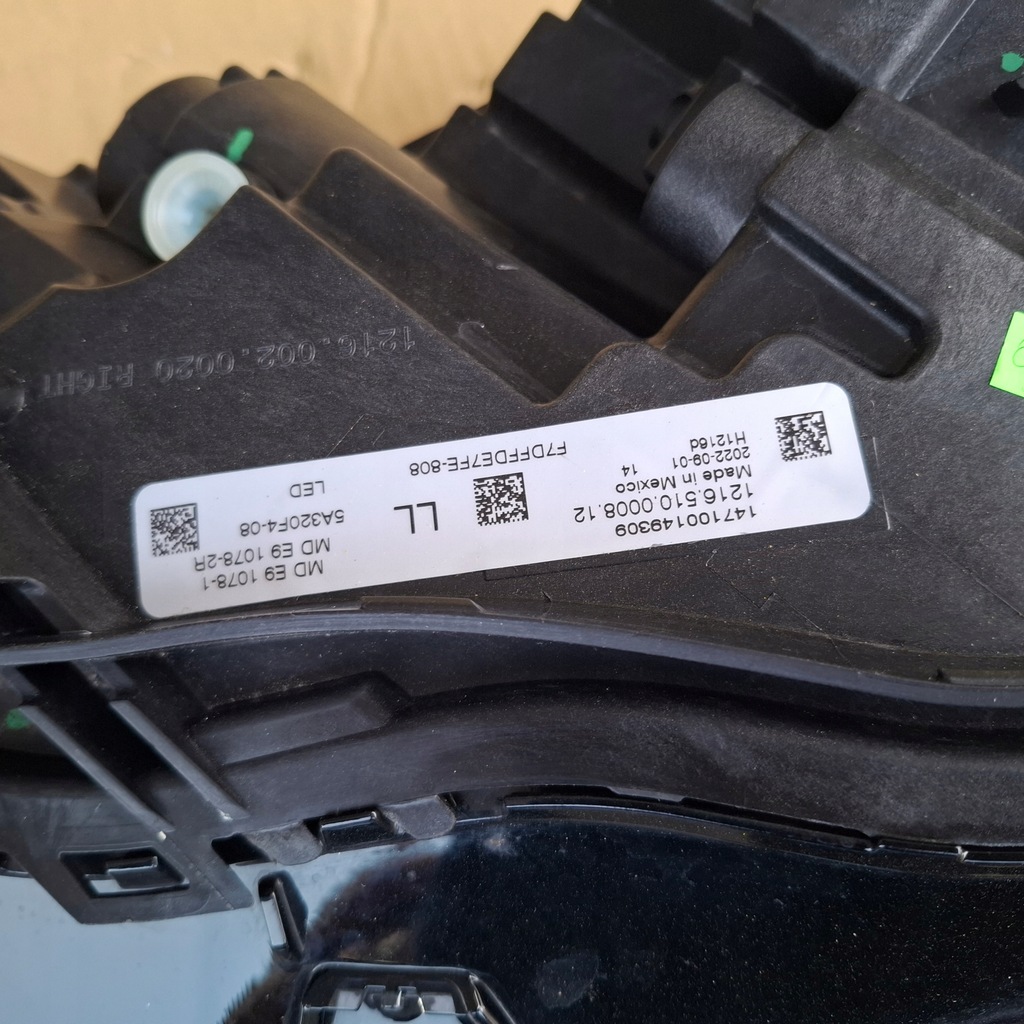 147100149309
1216.510.0008.12
Made in Mexico 14
2022-09-01
H1216d
F7DFFDE7FE-808
LL
MD E9 1078-1
MD E9 1078-2R
5A320F4-08
LED
1216.002.0020 RIGHT